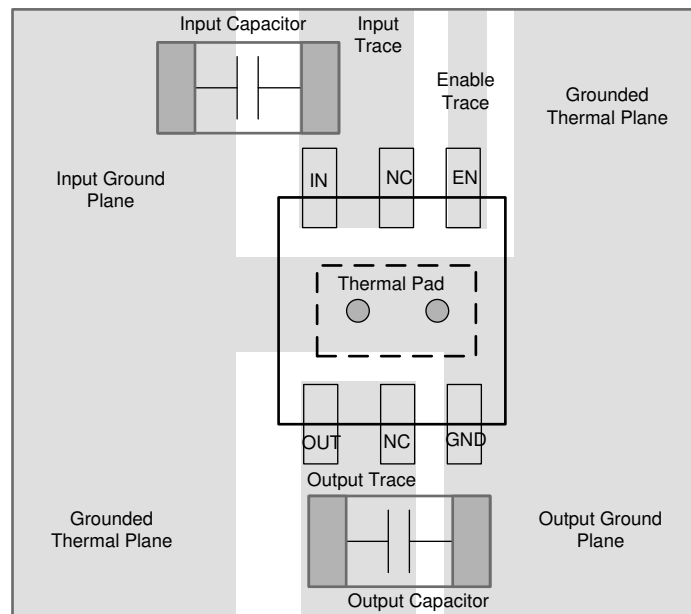 Input Capacitor
Input
Trace
Enable
Trace
Grounded
Thermal Plane
Input Ground
Plane
IN
NC
EN
Thermal Pad
OUT
NC
GND
Output Trace
Grounded
Thermal Plane
Output Ground
Plane
Output Capacitor